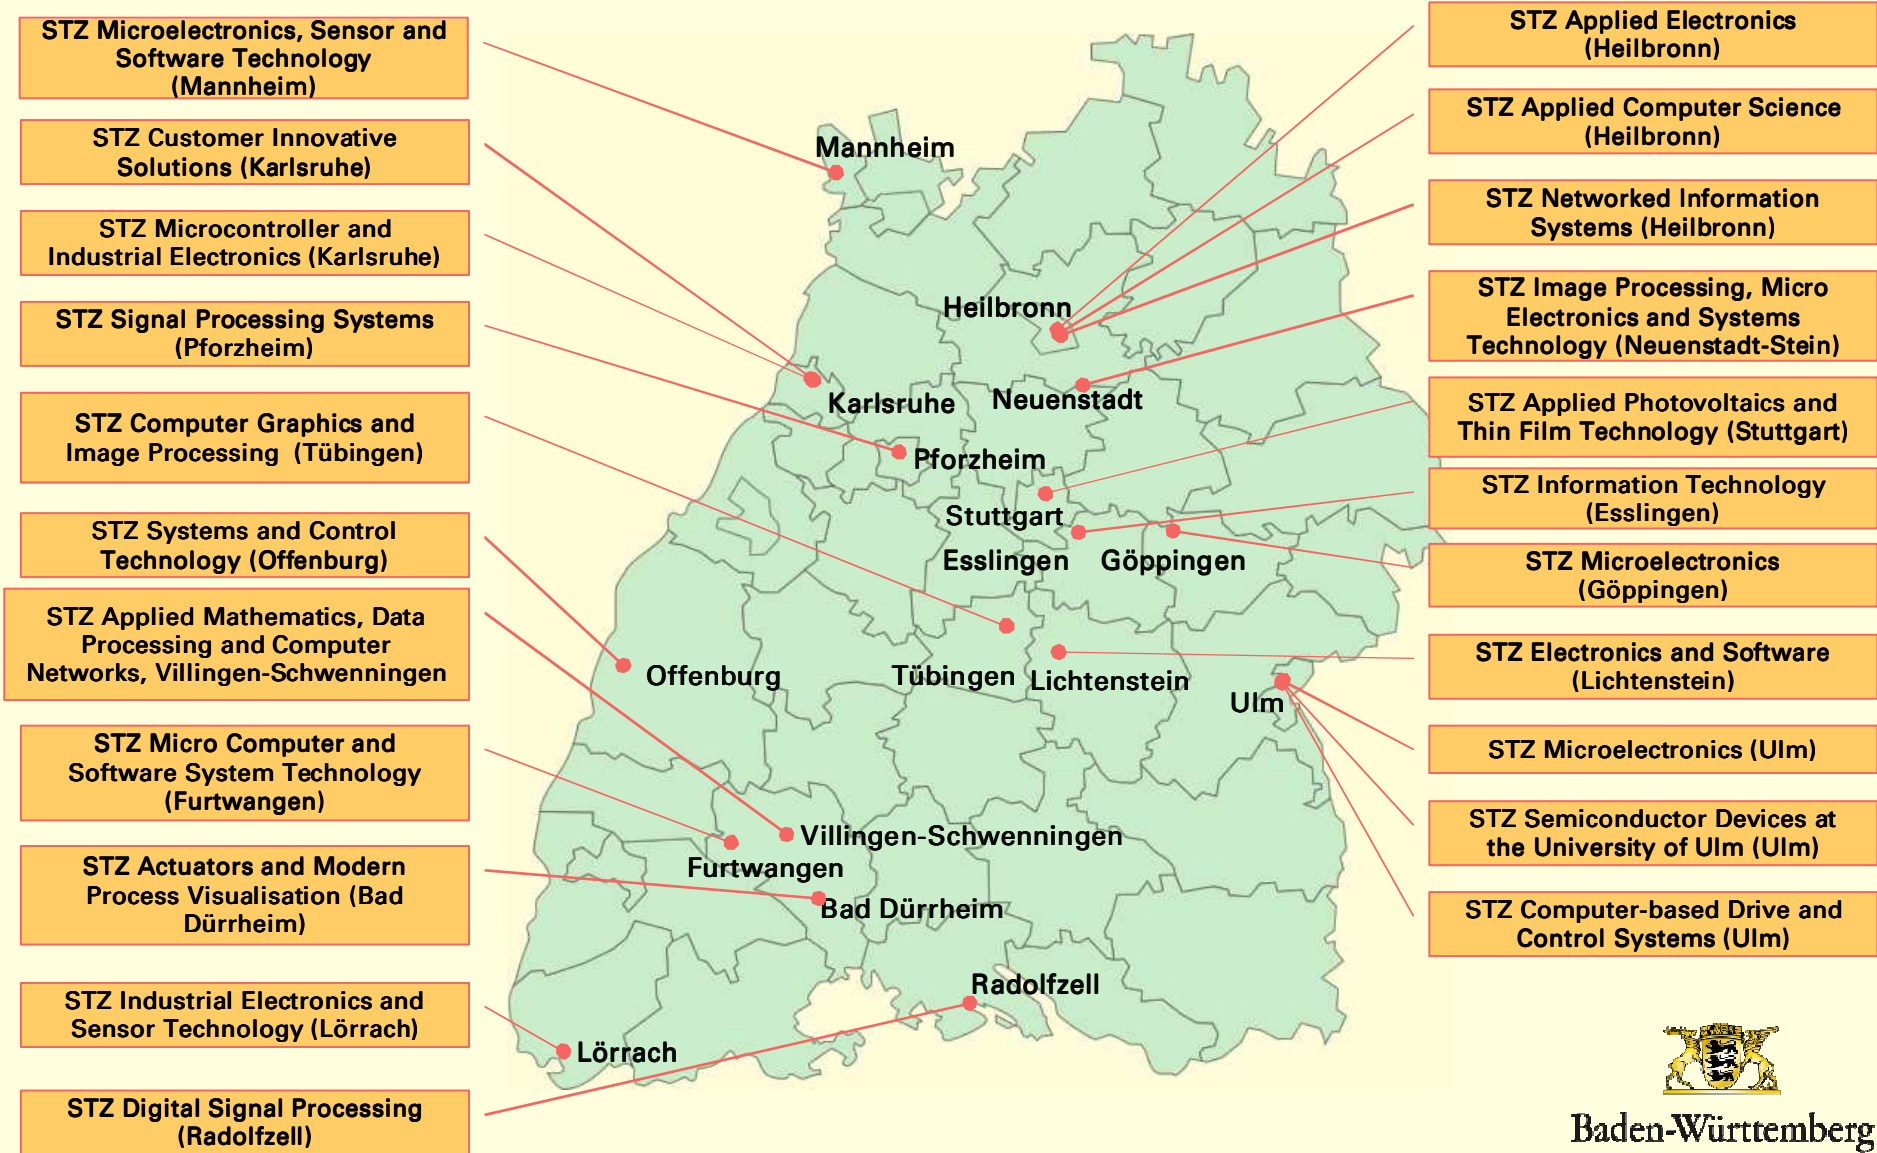 STZ Microelectronics, Sensor and
Software Technology
(Mannheim)
STZ Customer Innovative
Solutions (Karlsruhe)
STZ Microcontroller and
Industrial Electronics (Karlsruhe)
STZ Signal Processing Systems
(Pforzheim)
STZ Computer Graphics and
Image Processing (Tübingen)
STZ Systems and Control
Technology (Offenburg)
STZ Applied Mathematics, Data
Processing and Computer
Networks, Villingen-Schwenningen
STZ Micro Computer and
Software System Technology
(Furtwangen)
STZ Actuators and Modern
Process Visualisation (Bad
Dürrheim)
STZ Industrial Electronics and
Sensor Technology (Lörrach)
STZ Digital Signal Processing
(Radolfzell)
Mannheim
Heilbronn
Karlsruhe
Neuenstadt
Pforzheim
Stuttgart
Esslingen
Göppingen
Offenburg
Tübingen
Lichtenstein
Ulm
Villingen-Schwenningen
Furtwangen
Bad Dürrheim
Radolfzell
Lörrach
STZ Applied Electronics
(Heilbronn)
STZ Applied Computer Science
(Heilbronn)
STZ Networked Information
Systems (Heilbronn)
STZ Image Processing, Micro
Electronics and Systems
Technology (Neuenstadt-Stein)
STZ Applied Photovoltaics and
Thin Film Technology (Stuttgart)
STZ Information Technology
(Esslingen)
STZ Microelectronics
(Göppingen)
STZ Electronics and Software
(Lichtenstein)
STZ Microelectronics (Ulm)
STZ Semiconductor Devices at
the University of Ulm (Ulm)
STZ Computer-based Drive and
Control Systems (Ulm)
Baden-Württemberg